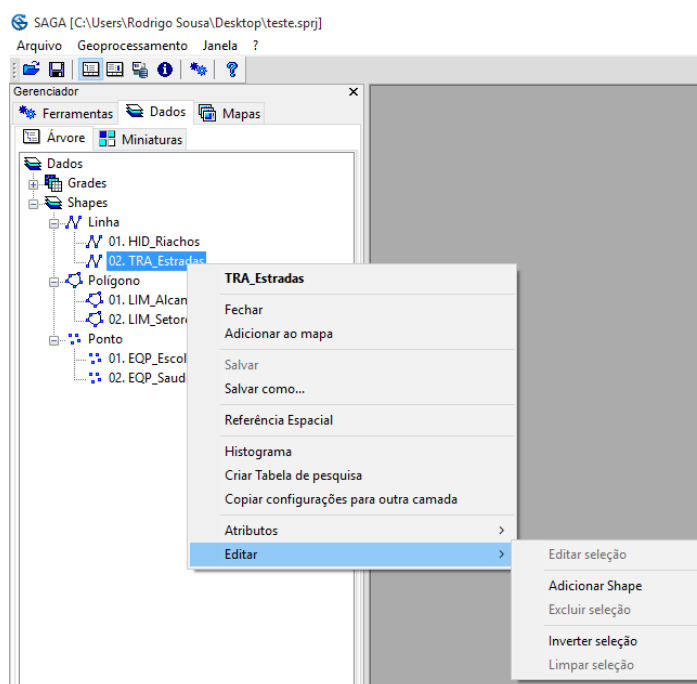 SAGA [C:\Users\Rodrigo Sousa\Desktop\teste.sprj]
Arquivo Geoprocessamento Janela ?
Gerenciador
Ferramentas Dados Mapas
Árvore Miniaturas
Dados
Grades
Shapes
Linha
01. HID_Riachos
02. TRA_Estradas
Polígono
01. LIM_Alcan
02. LIM_Setor
Ponto
01. EQP_Escol
02. EQP_Saud
TRA_Estradas
Fechar
Adicionar ao mapa
Salvar
Salvar como...
Referência Espacial
Histograma
Criar Tabela de pesquisa
Copiar configurações para outra camada
Atributos
Editar
Editar seleção
Adicionar Shape
Excluir seleção
Inverter seleção
Limpar seleção